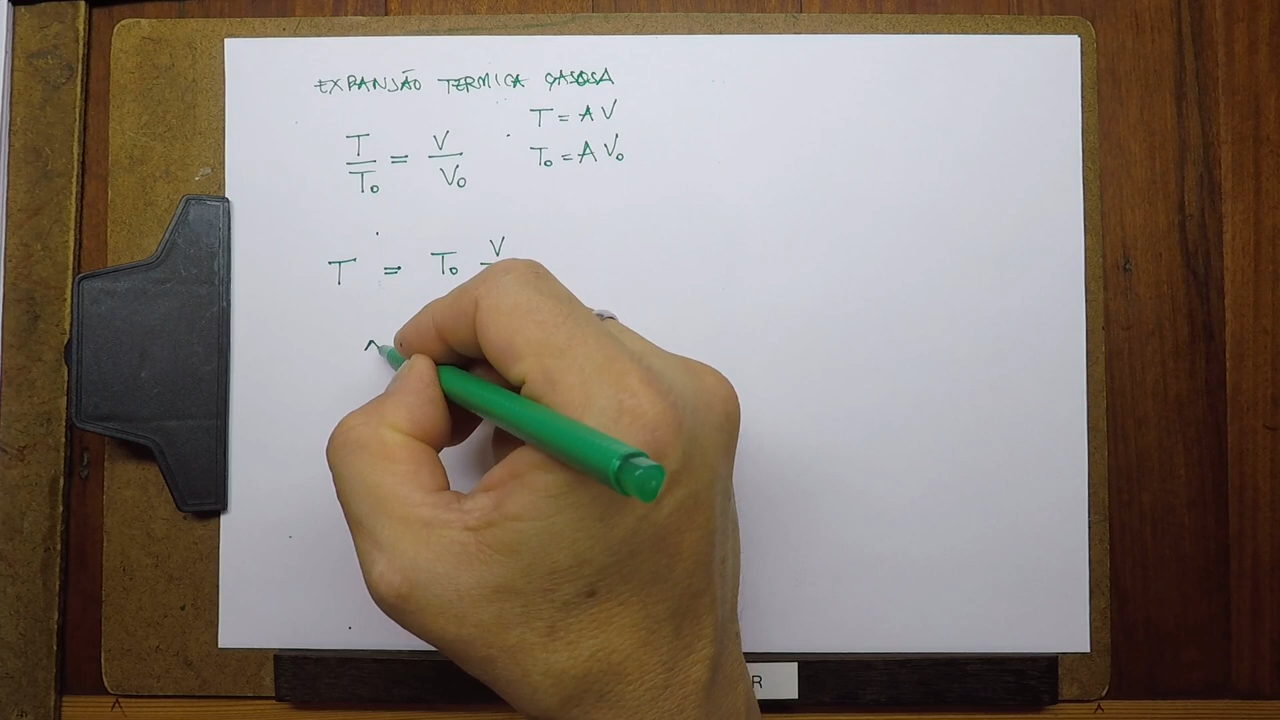 EXPANSÃO TERMICA GASOSA
T = A V
T/T₀ = V/V₀
T₀ = A V₀
T = T₀ V
R